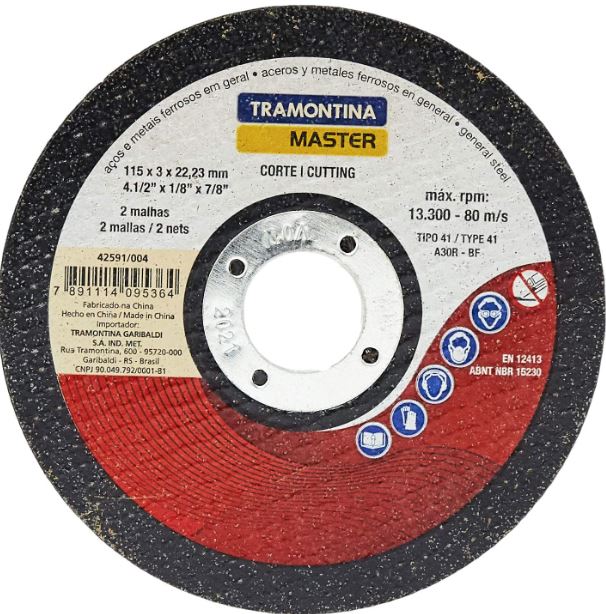 aços e metais ferrosos em geral • aceros y metales ferrosos en general • general steel
TRAMONTINA
MASTER
115 x 3 x 22,23 mm
4.1/2" x 1/8" x 7/8"
CORTE I CUTTING
2 malhas
2 mallas / 2 nets
máx. rpm:
13.300 - 80 m/s
TIPO 41 / TYPE 41
A30R - BF
42591/004
7 891114 095364
Fabricado na China
Hecho en China / Made in China
Importador:
TRAMONTINA GARIBALDI
S.A. IND. MET.
Rua Tramontina, 600 - 95720-000
Garibaldi - RS - Brasil
CNPJ 90.049.792/0001-81
EN 12413
ABNT NBR 15230